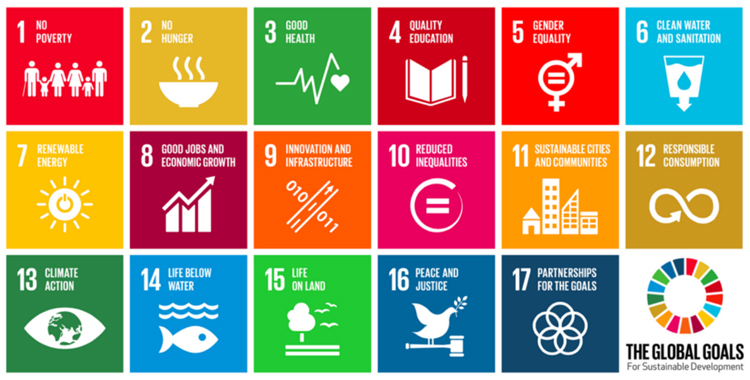 1 NO
POVERTY
2 NO
HUNGER
3 GOOD
HEALTH
4 QUALITY
EDUCATION
5 GENDER
EQUALITY
6 CLEAN WATER
AND SANITATION
7 RENEWABLE
ENERGY
8 GOOD JOBS AND
ECONOMIC GROWTH
9 INNOVATION AND
INFRASTRUCTURE
010
011
10 REDUCED
INEQUALITIES
11 SUSTAINABLE CITIES
AND COMMUNITIES
12 RESPONSIBLE
CONSUMPTION
13 CLIMATE
ACTION
14 LIFE BELOW
WATER
15 LIFE
ON LAND
16 PEACE AND
JUSTICE
17 PARTNERSHIPS
FOR THE GOALS
THE GLOBAL GOALS
For Sustainable Development